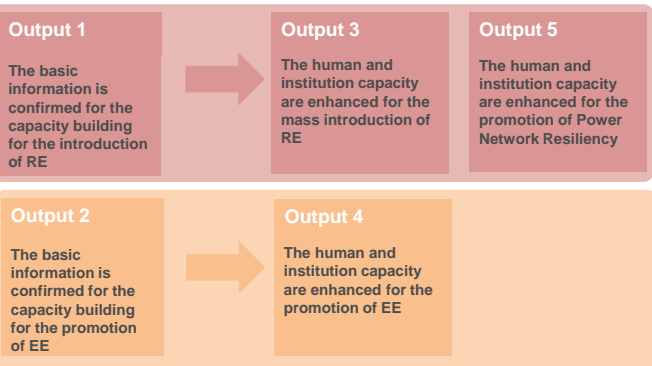 Output 1
The basic
information is
confirmed for the
capacity building
for the introduction
of RE
Output 3
The human and
institution capacity
are enhanced for the
mass introduction of
RE
Output 5
The human and
institution capacity
are enhanced for the
promotion of Power
Network Resiliency
Output 2
The basic
information is
confirmed for the
capacity building
for the promotion
of EE
Output 4
The human and
institution capacity
are enhanced for the
promotion of EE